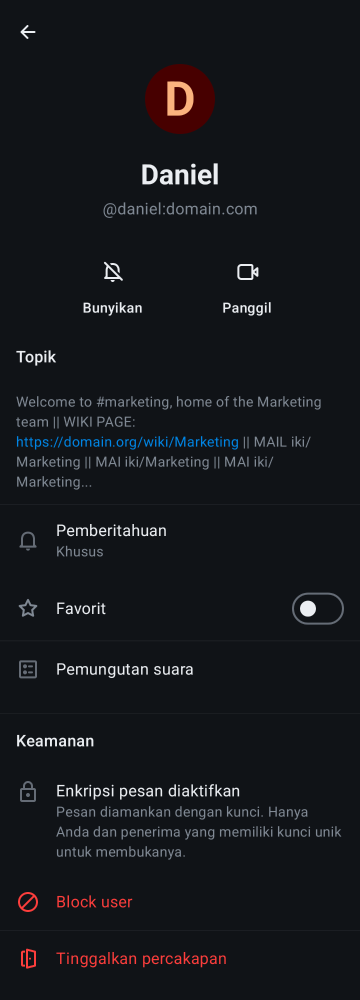 D
Daniel
@daniel:domain.com
Bunyikan
Panggil
Topik
Welcome to #marketing, home of the Marketing
team || WIKI PAGE:
https://domain.org/wiki/Marketing || MAIL iki/
Marketing || MAI iki/Marketing || MAI iki/
Marketing...
Pemberitahuan
Khusus
Favorit
Pemungutan suara
Keamanan
Enkripsi pesan diaktifkan
Pesan diamankan dengan kunci. Hanya
Anda dan penerima yang memiliki kunci unik
untuk membukanya.
Block user
Tinggalkan percakapan